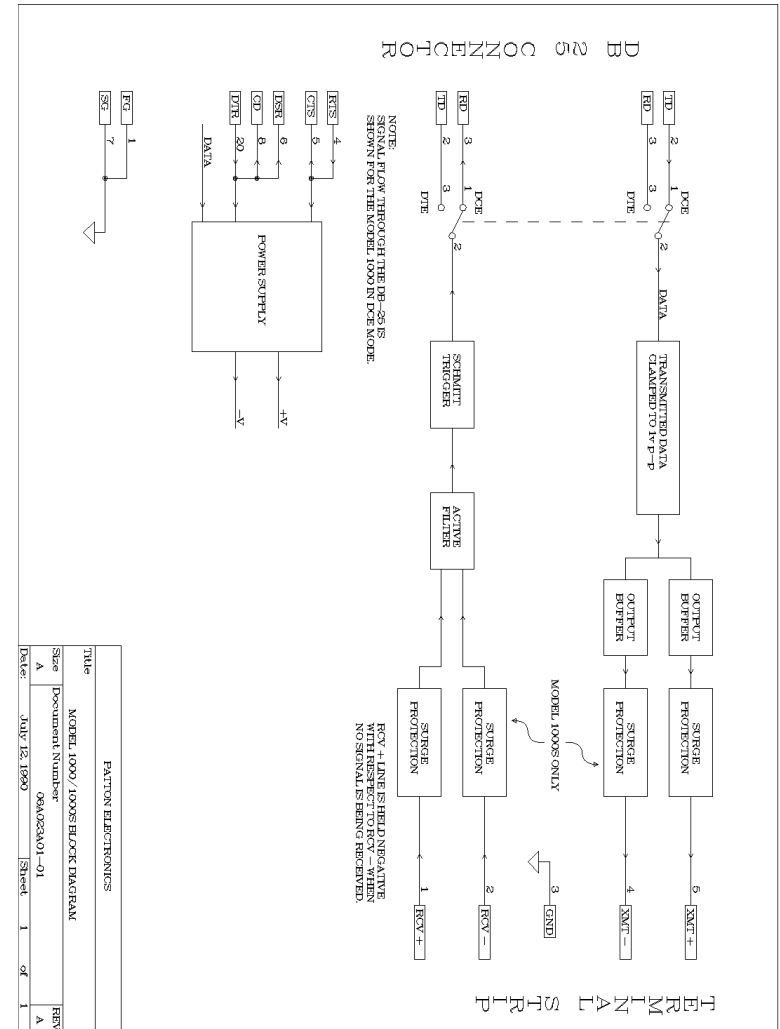 DB 25 CONNECTOR
TD
2
1
DCE
RD
3
3
DTE
2
DATA
TRANSMITTED DATA
CLAMPED TO 1v p-p
OUTPUT
BUFFER
SURGE
PROTECTION
5
XMT +
OUTPUT
BUFFER
SURGE
PROTECTION
4
XMT -
MODEL 1000S ONLY
3
GND
RD
3
1
DCE
TD
2
3
DTE
2
SCHMITT
TRIGGER
ACTIVE
FILTER
SURGE
PROTECTION
2
RCV -
SURGE
PROTECTION
1
RCV +
TERMINAL STRIP
NOTE:
SIGNAL FLOW THROUGH THE DB-25 IS
SHOWN FOR THE MODEL 1000 IN DCE MODE.
RCV + LINE IS HELD NEGATIVE
WITH RESPECT TO RCV - WHEN
NO SIGNAL IS BEING RECEIVED.
RTS
4
CTS
5
DSR
6
CD
8
DTR
20
DATA
POWER SUPPLY
+V
-V
FG
1
SG
7
PATTON ELECTRONICS
Title
MODEL 1000/1000S BLOCK DIAGRAM
Size
Document Number
REV
A
06A023A01-01
A
Date:
July 12, 1990
Sheet
1
of
1